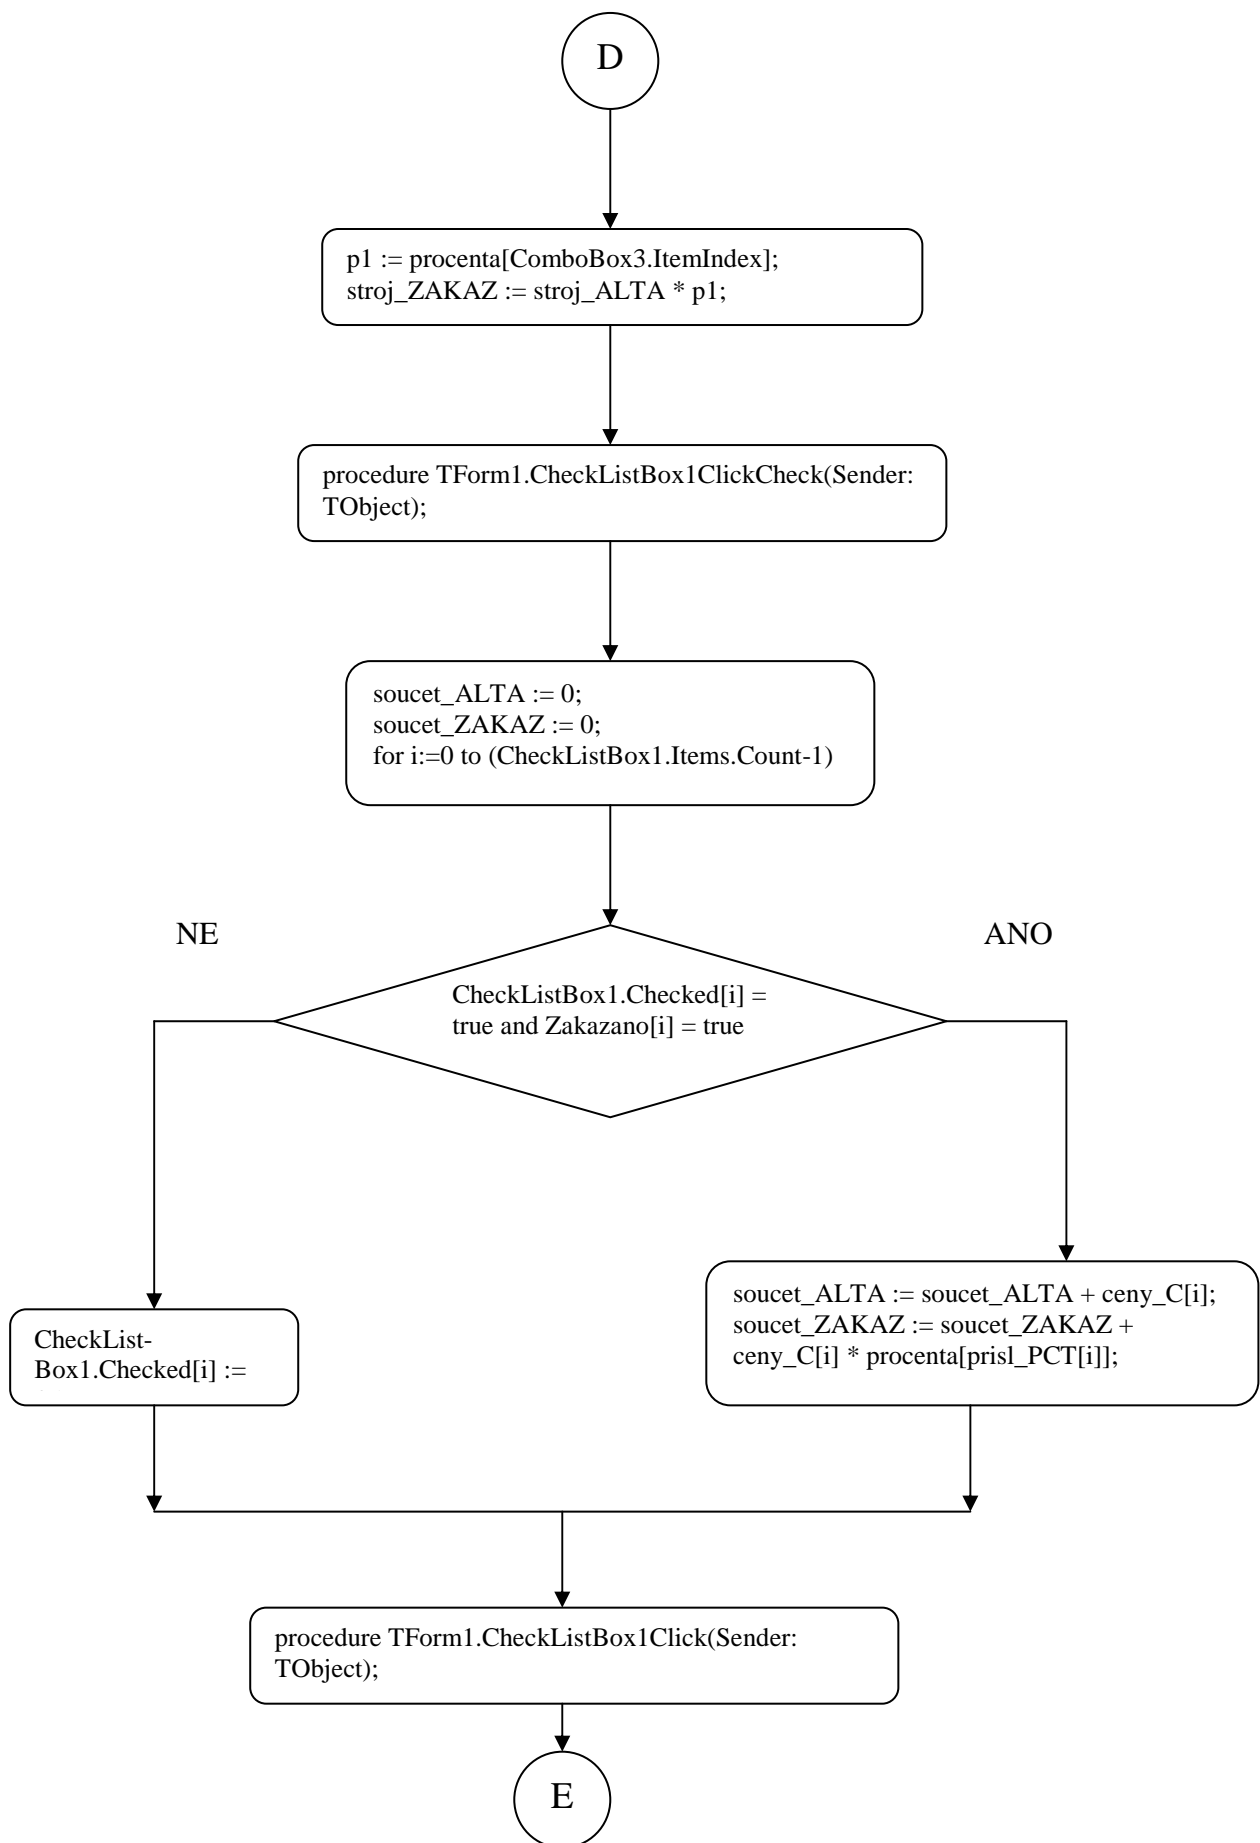 D
p1 := procenta[ComboBox3.ItemIndex];
stroj_ZAKAZ := stroj_ALTA * p1;
procedure TForm1.CheckListBox1ClickCheck(Sender:
TObject);
soucet_ALTA := 0;
soucet_ZAKAZ := 0;
for i:=0 to (CheckListBox1.Items.Count-1)
NE
ANO
CheckListBox1.Checked[i] =
true and Zakazano[i] = true
soucet_ALTA := soucet_ALTA + ceny_C[i];
soucet_ZAKAZ := soucet_ZAKAZ +
ceny_C[i] * procenta[prisl_PCT[i]];
CheckList-
Box1.Checked[i] :=
procedure TForm1.CheckListBox1Click(Sender:
TObject);
E